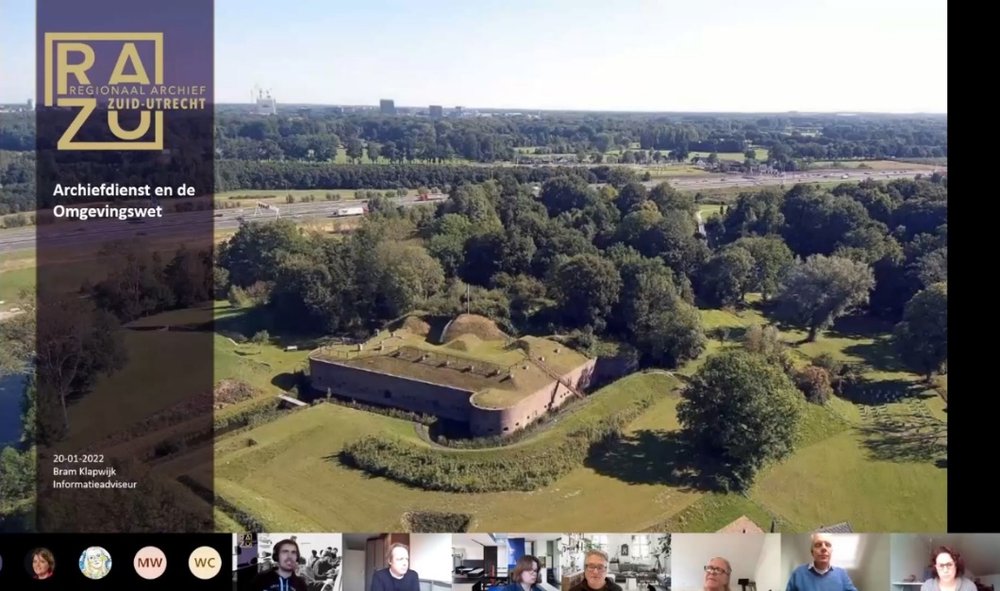 RA
REGIONAAL ARCHIEF
ZUID-UTRECHT
ZU
Archiefdienst en de
Omgevingswet
20-01-2022
Bram Klapwijk
Informatieadviseur
MW
WC